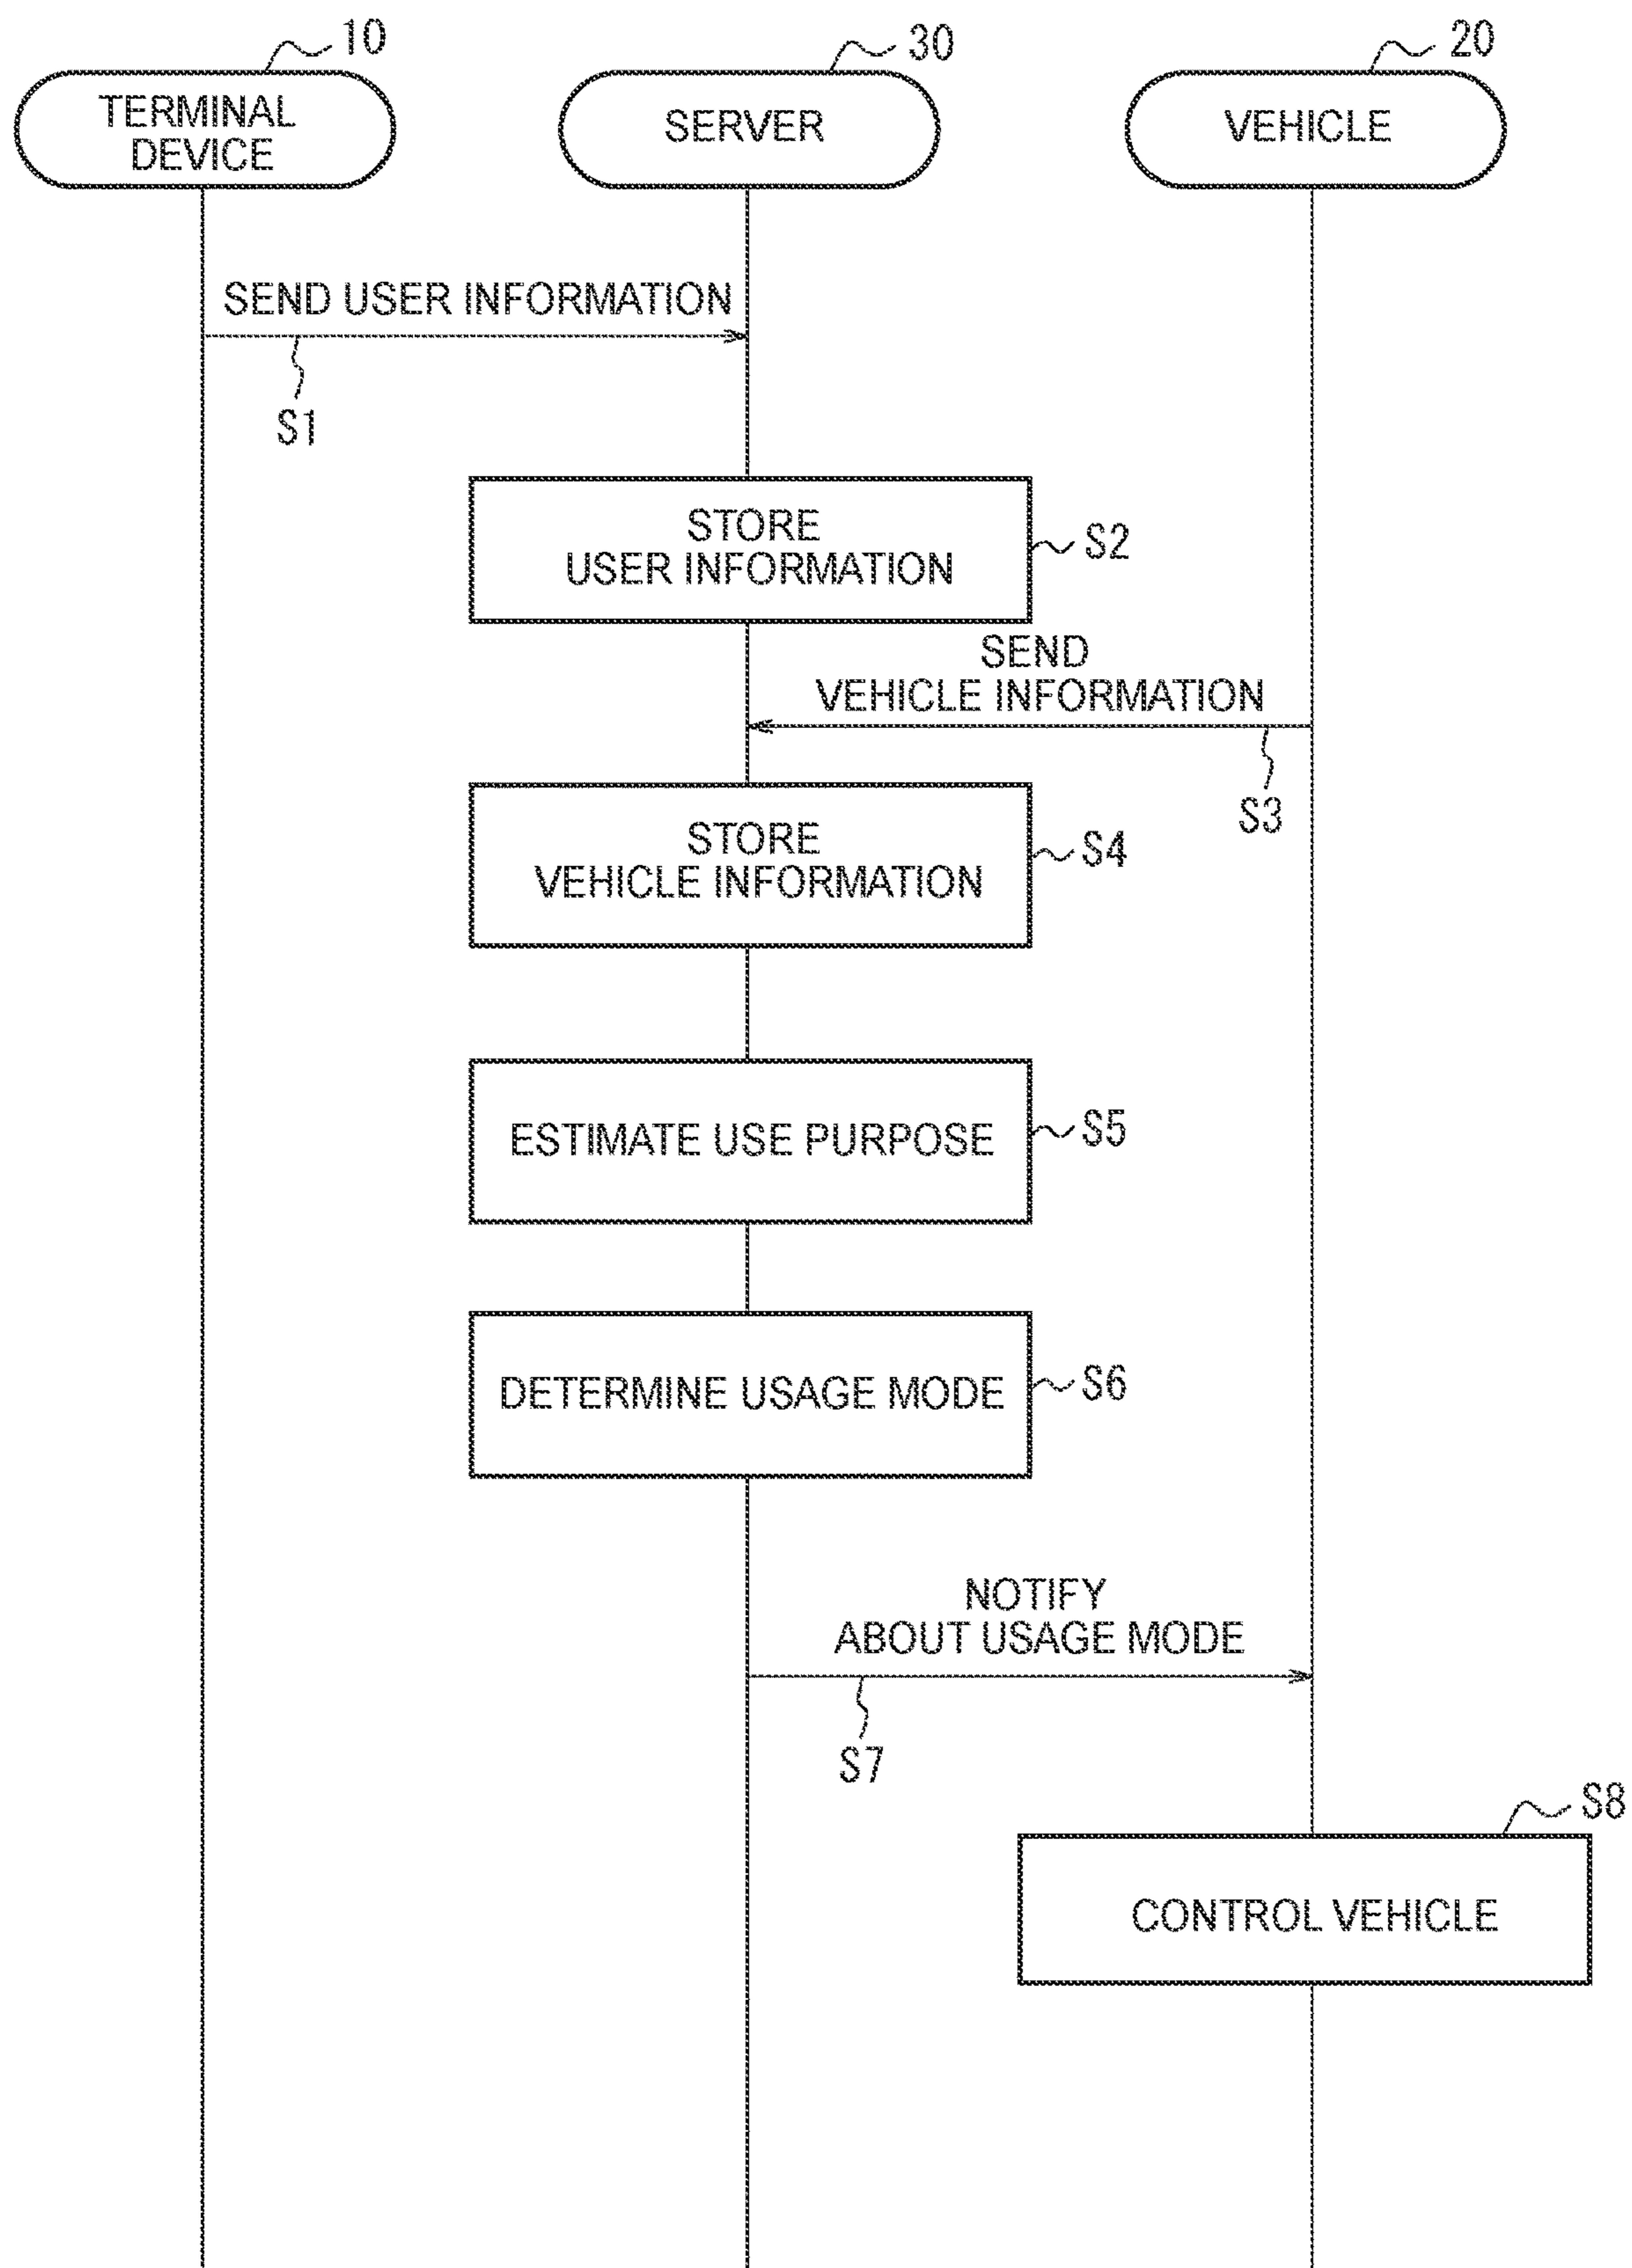 10
30
20
TERMINAL
DEVICE
SERVER
VEHICLE
SEND USER INFORMATION
S1
STORE
USER INFORMATION
S2
SEND
VEHICLE INFORMATION
S3
STORE
VEHICLE INFORMATION
S4
ESTIMATE USE PURPOSE
S5
DETERMINE USAGE MODE
S6
NOTIFY
ABOUT USAGE MODE
S7
S8
CONTROL VEHICLE